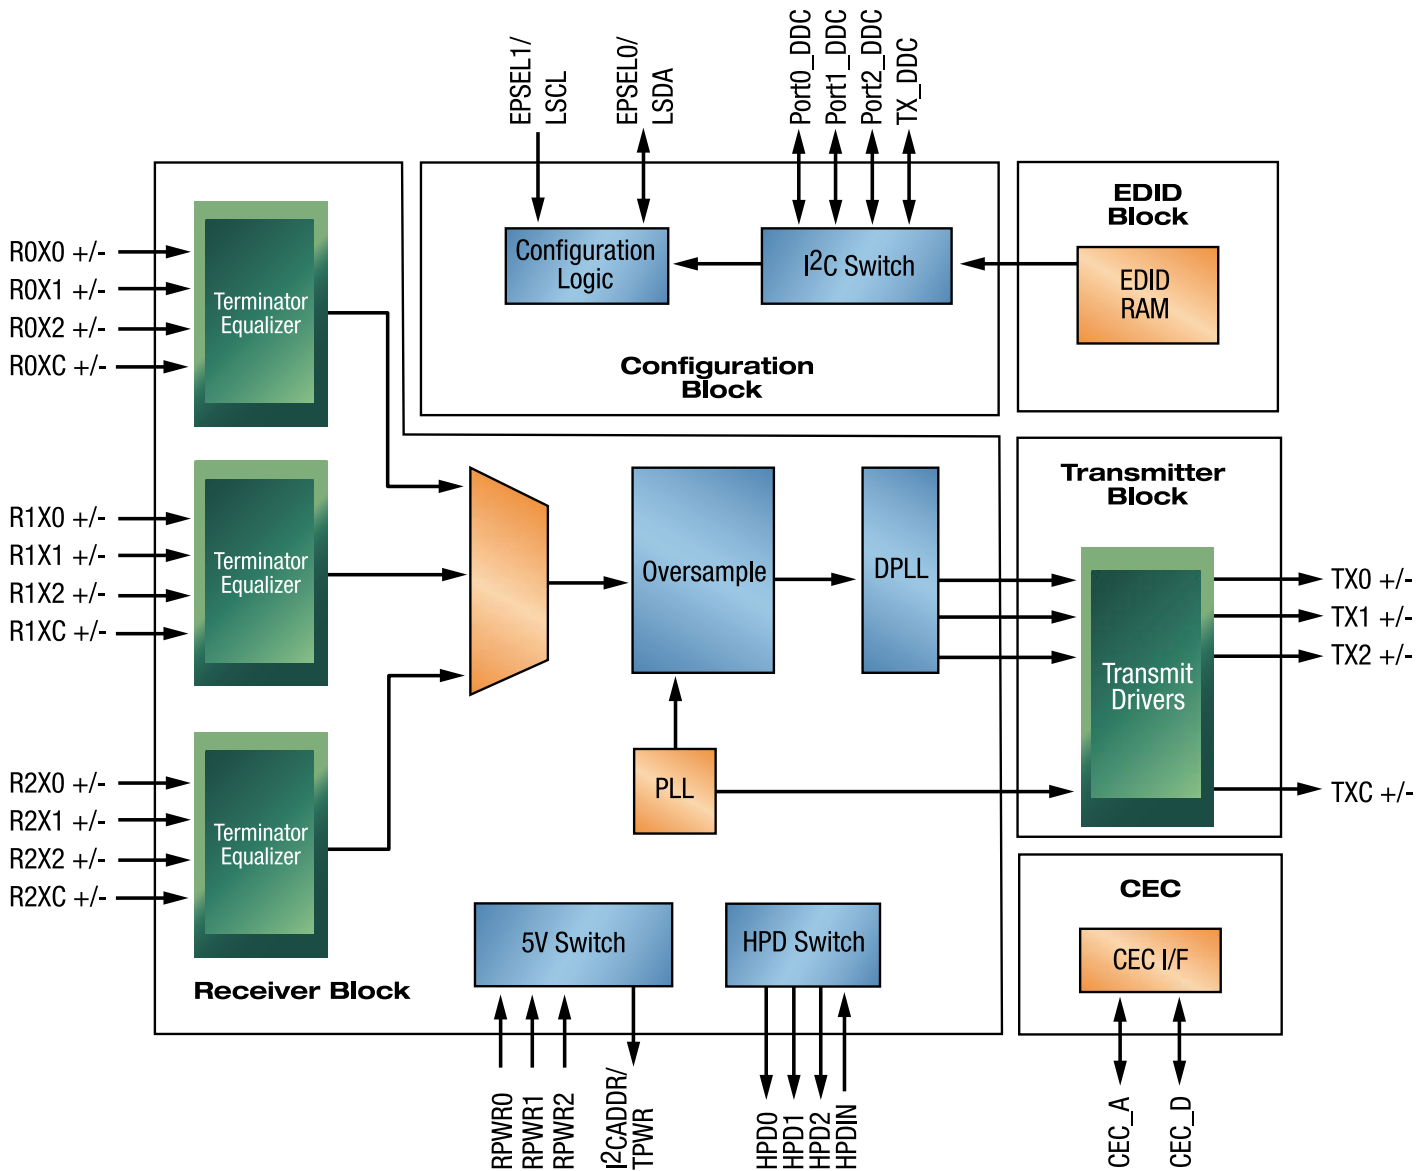 EPSEL1/
LSCL
EPSEL0/
LSDA
Port0_DDC
Port1_DDC
Port2_DDC
TX_DDC
R0X0 +/-
R0X1 +/-
R0X2 +/-
R0XC +/-
Terminator
Equalizer
Configuration
Logic
I2C Switch
Configuration
Block
EDID
Block
EDID
RAM
R1X0 +/-
R1X1 +/-
R1X2 +/-
R1XC +/-
Terminator
Equalizer
Oversample
DPLL
PLL
Transmitter
Block
Transmit
Drivers
TX0 +/-
TX1 +/-
TX2 +/-
TXC +/-
R2X0 +/-
R2X1 +/-
R2X2 +/-
R2XC +/-
Terminator
Equalizer
Receiver Block
5V Switch
HPD Switch
CEC
CEC I/F
RPWR0
RPWR1
RPWR2
I2CADDR/
TPWR
HPD0
HPD1
HPD2
HPDIN
CEC_A
CEC_D